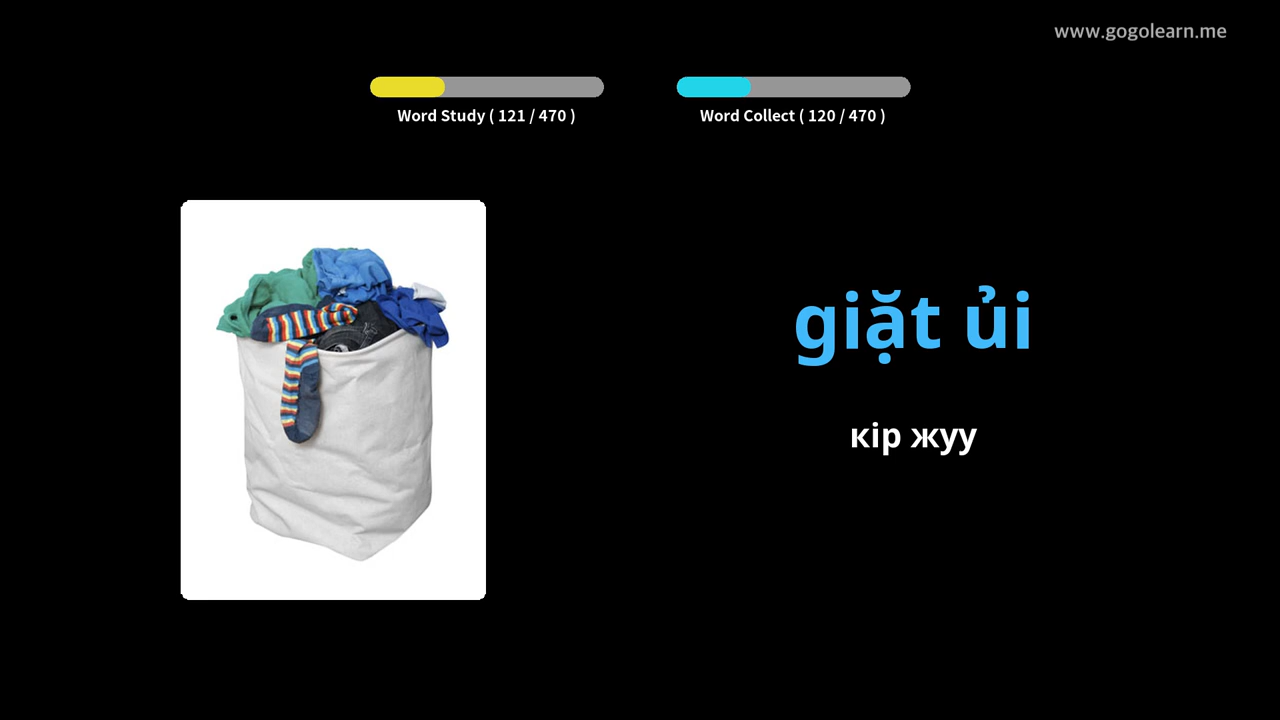 www.gogolearn.me
Word Study ( 121 / 470 )
Word Collect ( 120 / 470 )
giặt ủi
кір жуу